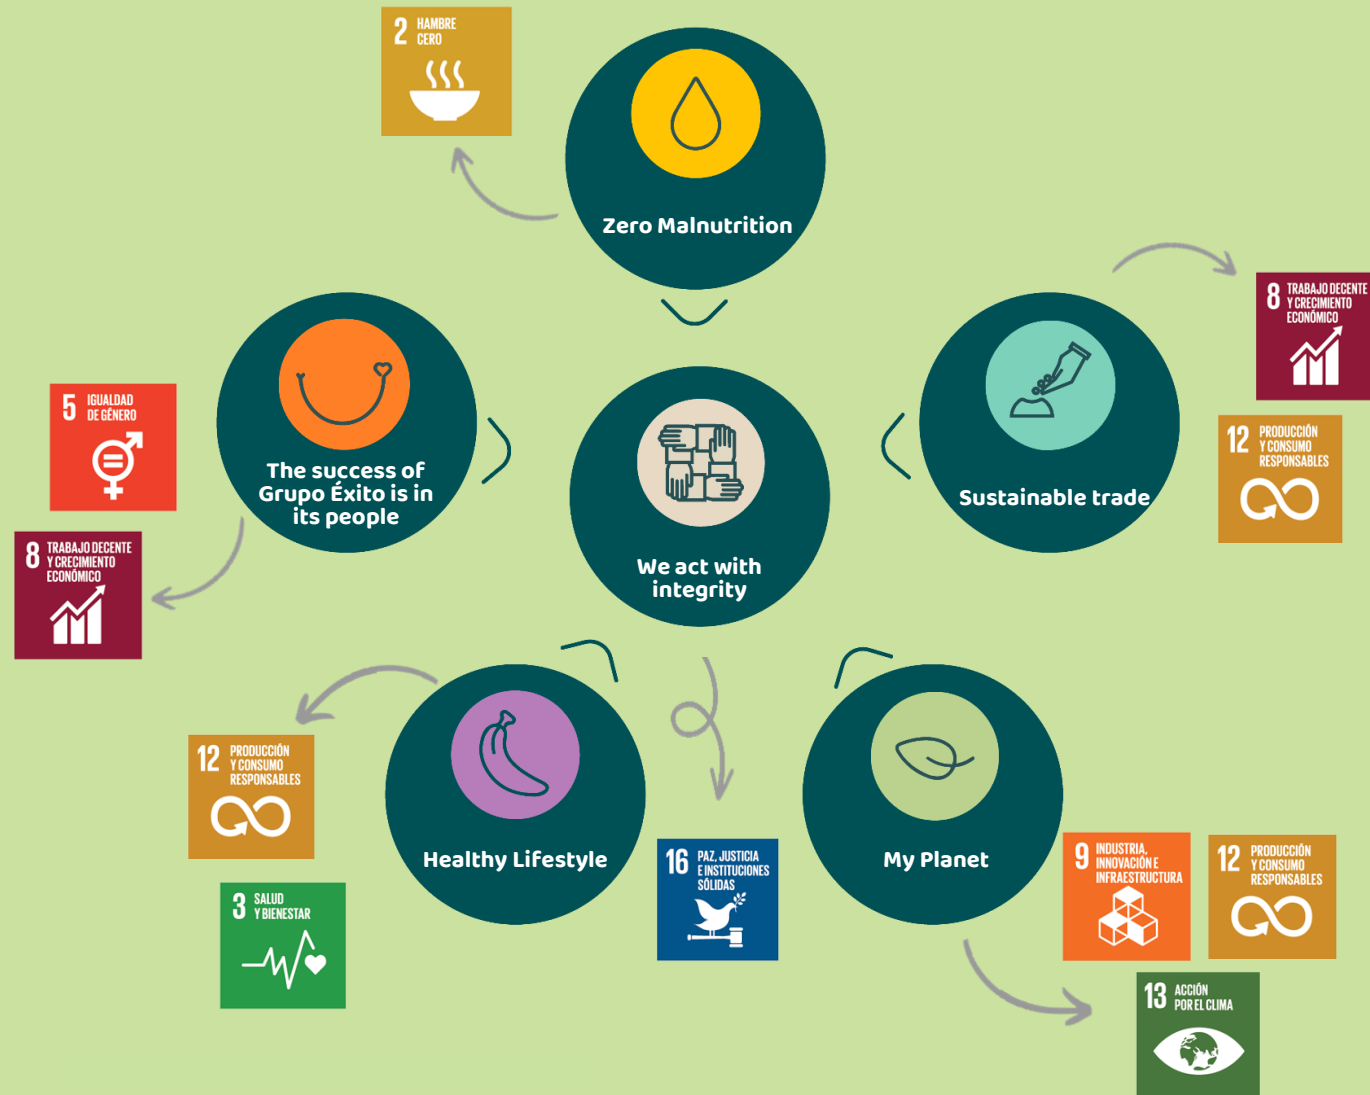 2 HAMBRE
CERO
Zero Malnutrition
8 TRABAJO DECENTE
Y CRECIMIENTO
ECONÓMICO
12 PRODUCCIÓN
Y CONSUMO
RESPONSABLES
Sustainable trade
5 IGUALDAD
DE GÉNERO
The success of
Grupo Éxito is in
its people
8 TRABAJO DECENTE
Y CRECIMIENTO
ECONÓMICO
We act with
integrity
12 PRODUCCIÓN
Y CONSUMO
RESPONSABLES
Healthy Lifestyle
3 SALUD
Y BIENESTAR
16 PAZ, JUSTICIA
E INSTITUCIONES
SÓLIDAS
My Planet
9 INDUSTRIA,
INNOVACIÓN E
INFRAESTRUCTURA
12 PRODUCCIÓN
Y CONSUMO
RESPONSABLES
13 ACCIÓN
POR EL CLIMA